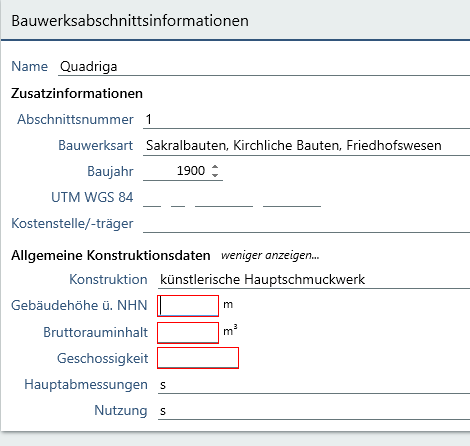 Bauwerksabschnittsinformationen
Name Quadriga
Zusatzinformationen
Abschnittsnummer 1
Bauwerksart Sakralbauten, Kirchliche Bauten, Friedhofswesen
Baujahr 1900
UTM WGS 84
Kostenstelle/-träger
Allgemeine Konstruktionsdaten weniger anzeigen...
Konstruktion künstlerische Hauptschmuckwerk
Gebäudehöhe ü. NHN m
Bruttorauminhalt m³
Geschossigkeit
Hauptabmessungen s
Nutzung s